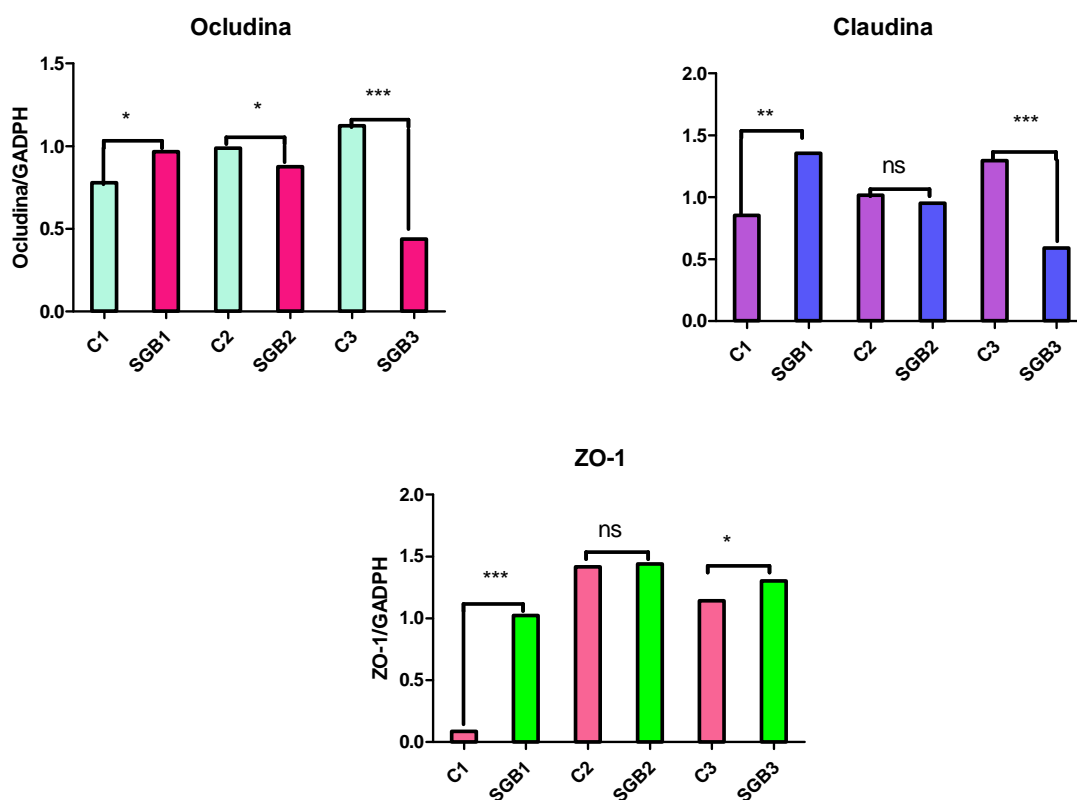 Ocludina
Ocludina/GADPH
1.5
1.0
0.5
0.0
*
*
***
C1
SGB1
C2
SGB2
C3
SGB3
Claudina
2.0
1.5
1.0
0.5
0.0
**
ns
***
C1
SGB1
C2
SGB2
C3
SGB3
ZO-1
ZO-1/GADPH
2.0
1.5
1.0
0.5
0.0
***
ns
*
C1
SGB1
C2
SGB2
C3
SGB3